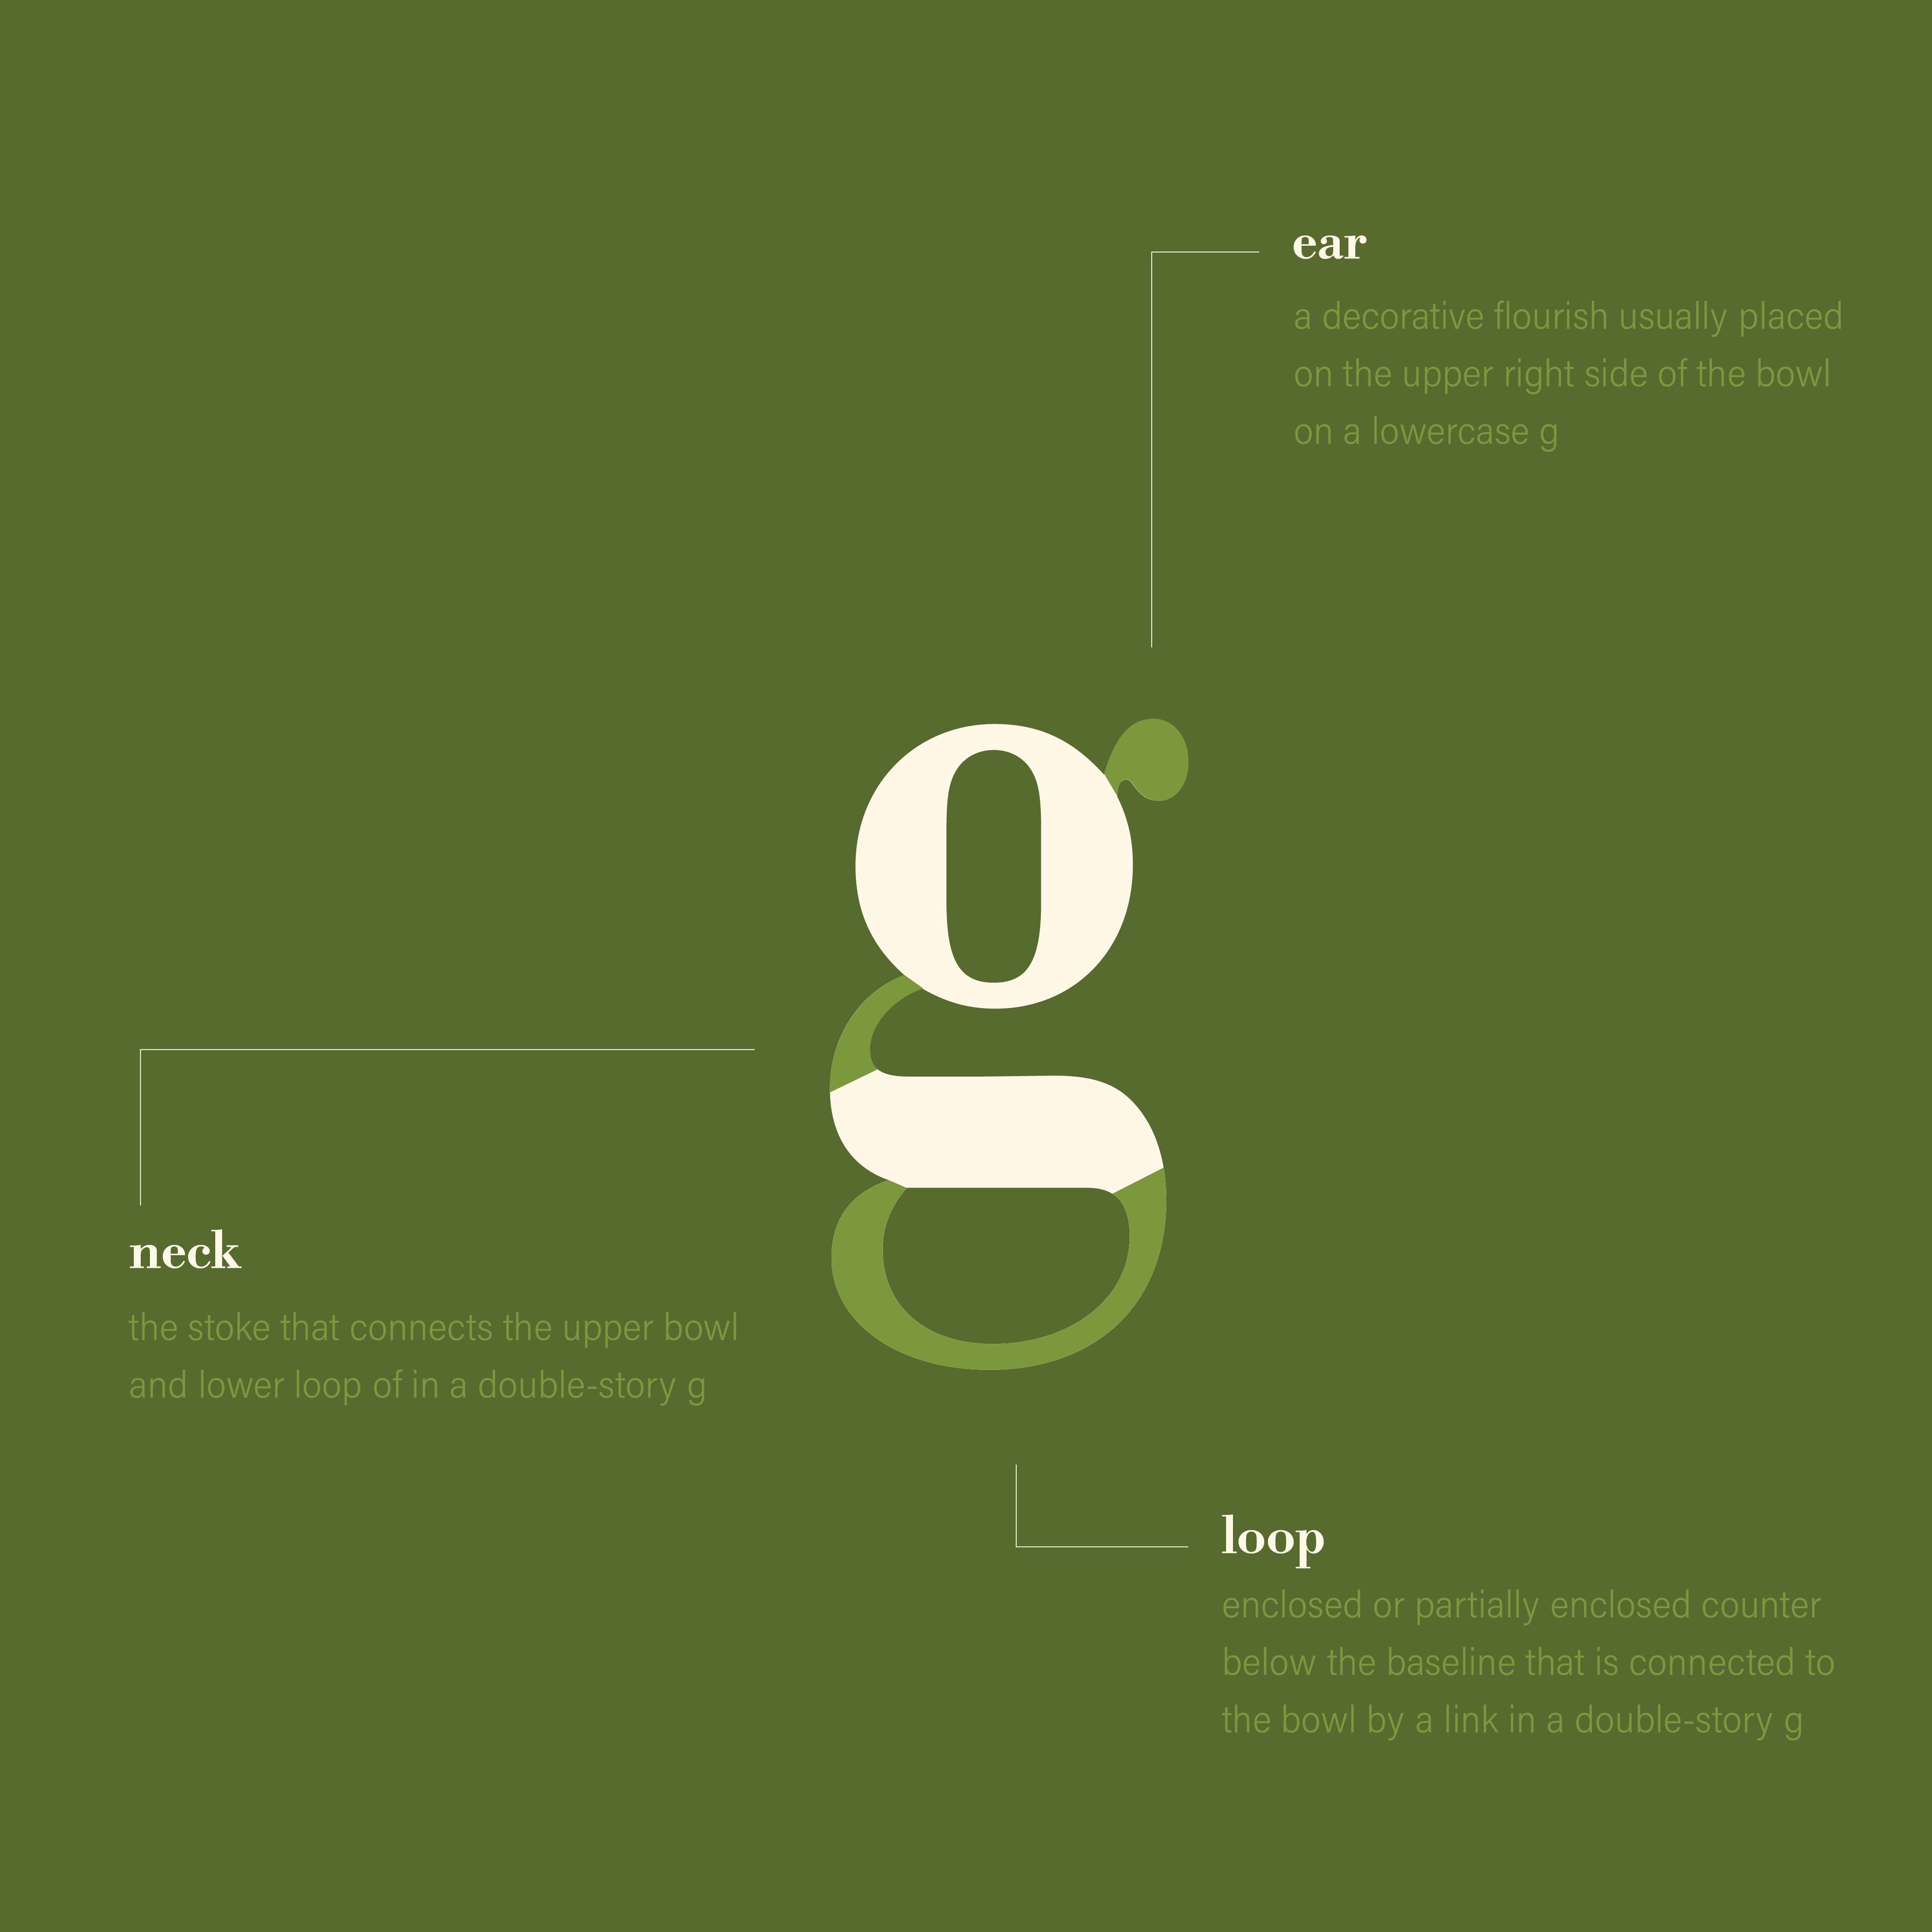 ear
a decorative flourish usually placed
on the upper right side of the bowl
on a lowercase g
g
neck
the stoke that connects the upper bowl
and lower loop of in a double-story g
loop
enclosed or partially enclosed counter
below the baseline that is connected to
the bowl by a link in a double-story g